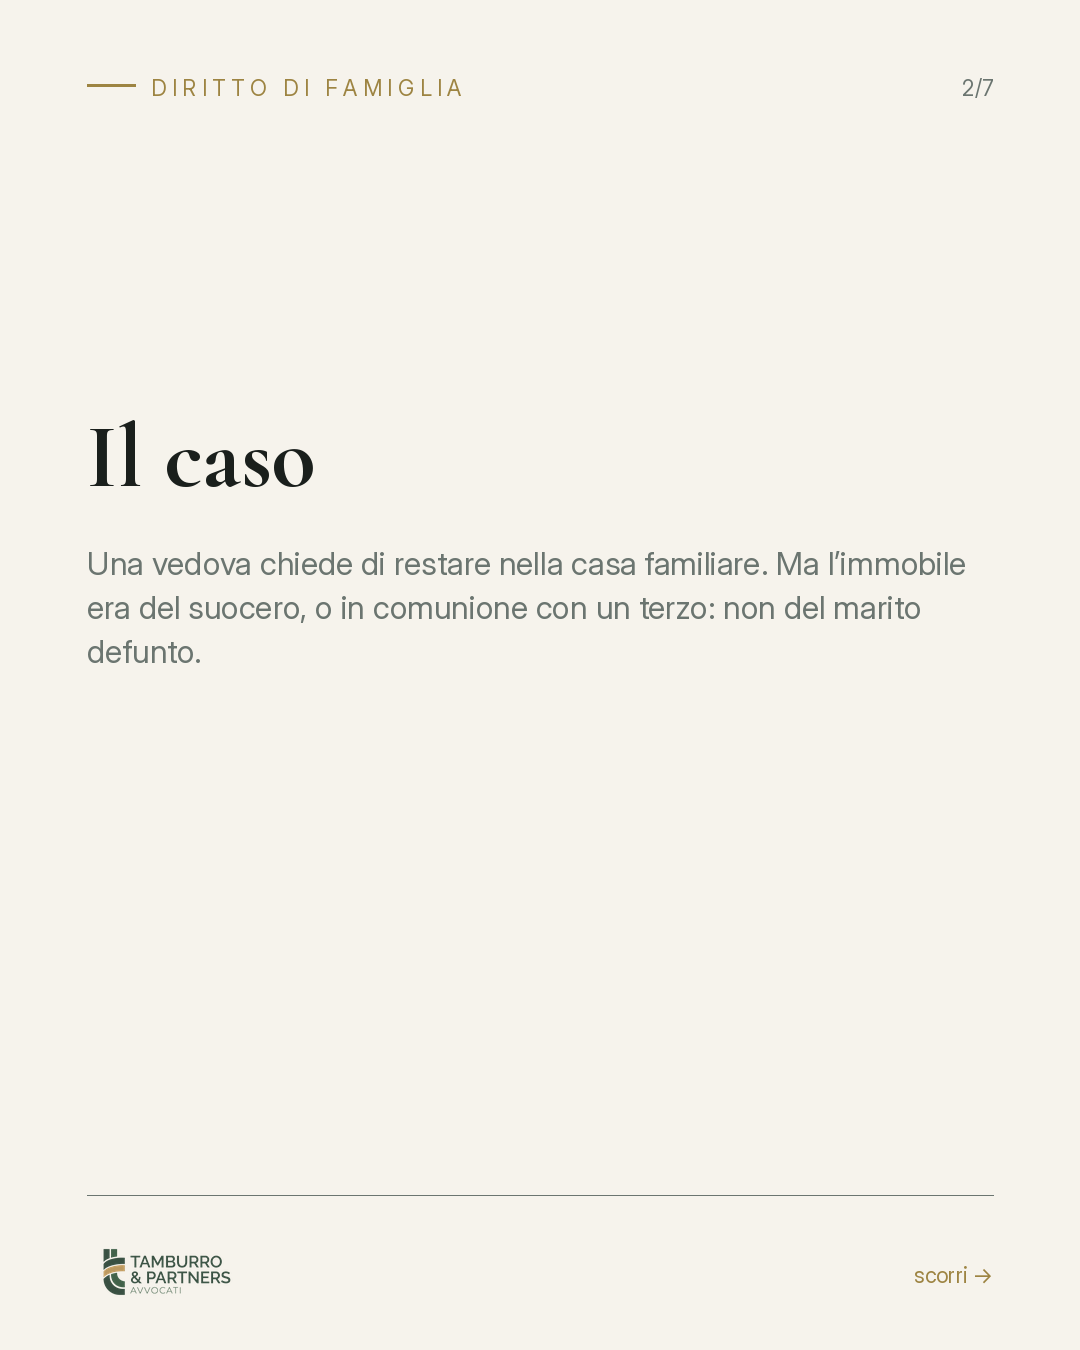 DIRITTO DI FAMIGLIA
2/7
Il caso
Una vedova chiede di restare nella casa familiare. Ma l’immobile
era del suocero, o in comunione con un terzo: non del marito
defunto.
TAMBURRO
& PARTNERS
AVVOCATI
scorri →